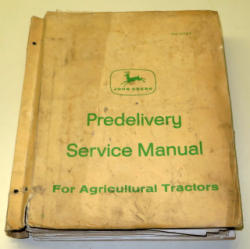 JOHN DEERE
Predelivery
Service Manual
For Agricultural Tractors